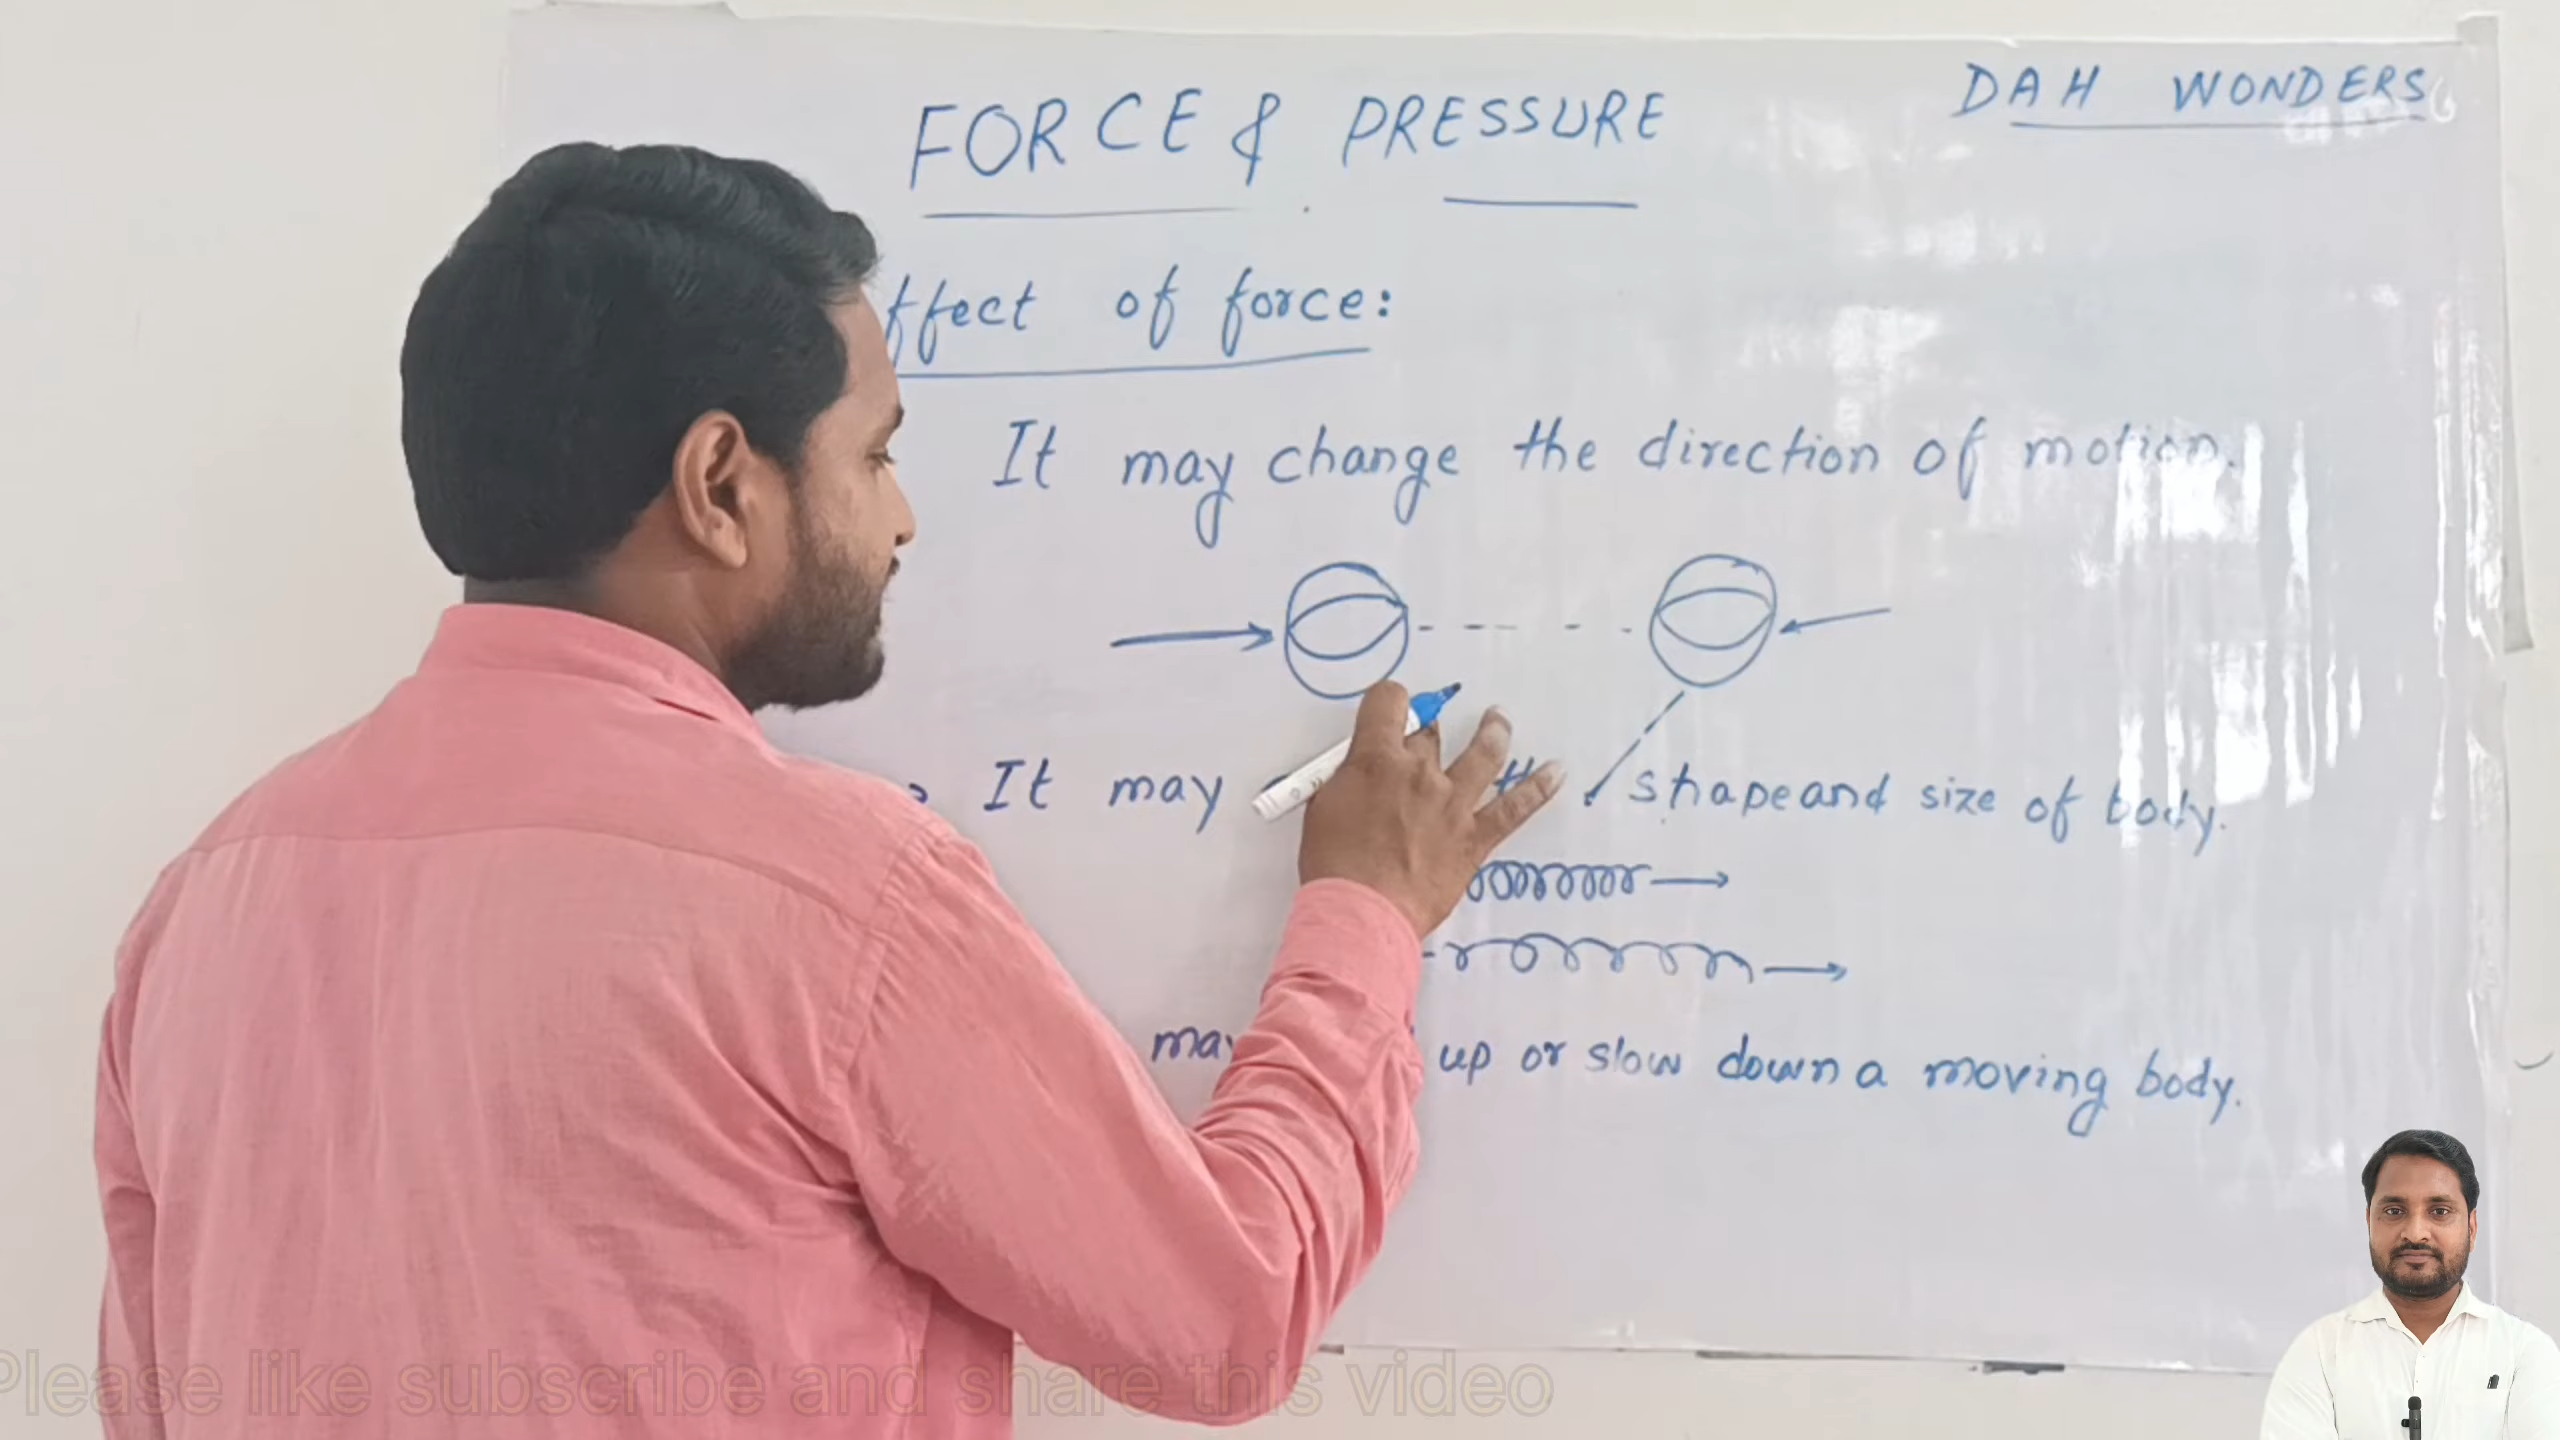 DAH WONDERS
FORCE & PRESSURE
ffect of force:
It may change the direction of motion.
It may the shape and size of body.
may up or slow down a moving body.
Please like subscribe and share this video